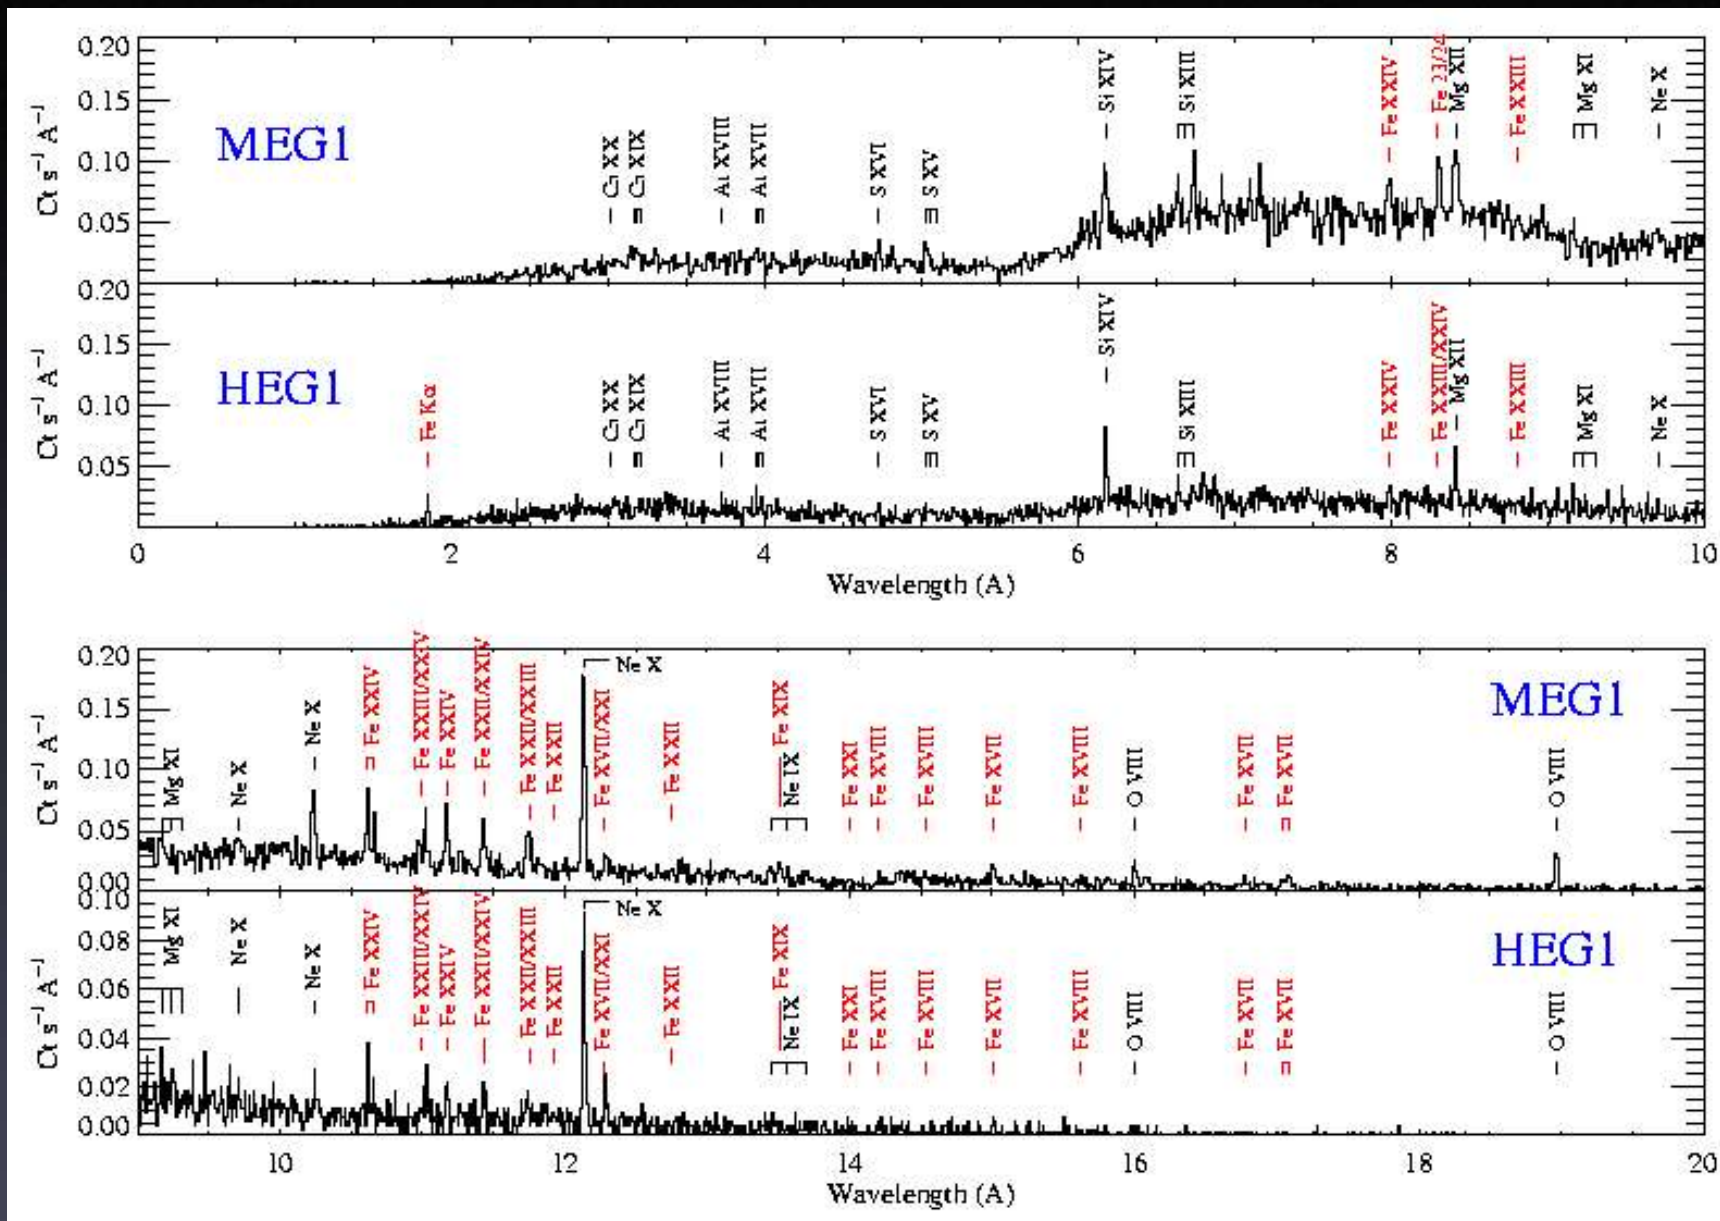 0.20
0.15
0.10
0.05
Ct s⁻¹ A⁻¹
MEG1
Ca XX
Ca XIX
Ar XVIII
Ar XVII
S XVI
S XV
Si XIV
Si XIII
Fe XXIV
Fe 23/24
Mg XII
Fe XXIII
Mg XI
Ne X
0.20
0.15
0.10
0.05
Ct s⁻¹ A⁻¹
HEG1
Fe Kα
Ca XX
Ca XIX
Ar XVIII
Ar XVII
S XVI
S XV
Si XIV
Si XIII
Fe XXIV
Fe XXIII/XXIV
Mg XII
Fe XXIII
Mg XI
Ne X
0 2 4 6 8 10
Wavelength (A)
0.20
0.15
0.10
0.05
0.00
Ct s⁻¹ A⁻¹
MEG1
Mg XI
Ne X
Ne X
Fe XXIV
Fe XXIII/XXIV
Fe XXIV
Fe XXII/XXIV
Fe XXII/XXIII
Fe XXII
Ne X
Fe XVII/XXI
Fe XXII
Fe XIX
Ne IX
Fe XXI
Fe XVIII
Fe XVIII
Fe XVII
Fe XVIII
O VIII
Fe XVII
Fe XVII
O VIII
0.10
0.08
0.06
0.04
0.02
0.00
Ct s⁻¹ A⁻¹
HEG1
Mg XI
Ne X
Ne X
Fe XXIV
Fe XXIII/XXIV
Fe XXIV
Fe XXII/XXIV
Fe XXII/XXIII
Fe XXII
Ne X
Fe XVII/XXI
Fe XXII
Fe XIX
Ne IX
Fe XXI
Fe XVIII
Fe XVIII
Fe XVII
Fe XVIII
O VIII
Fe XVII
Fe XVII
O VIII
10 12 14 16 18 20
Wavelength (A)